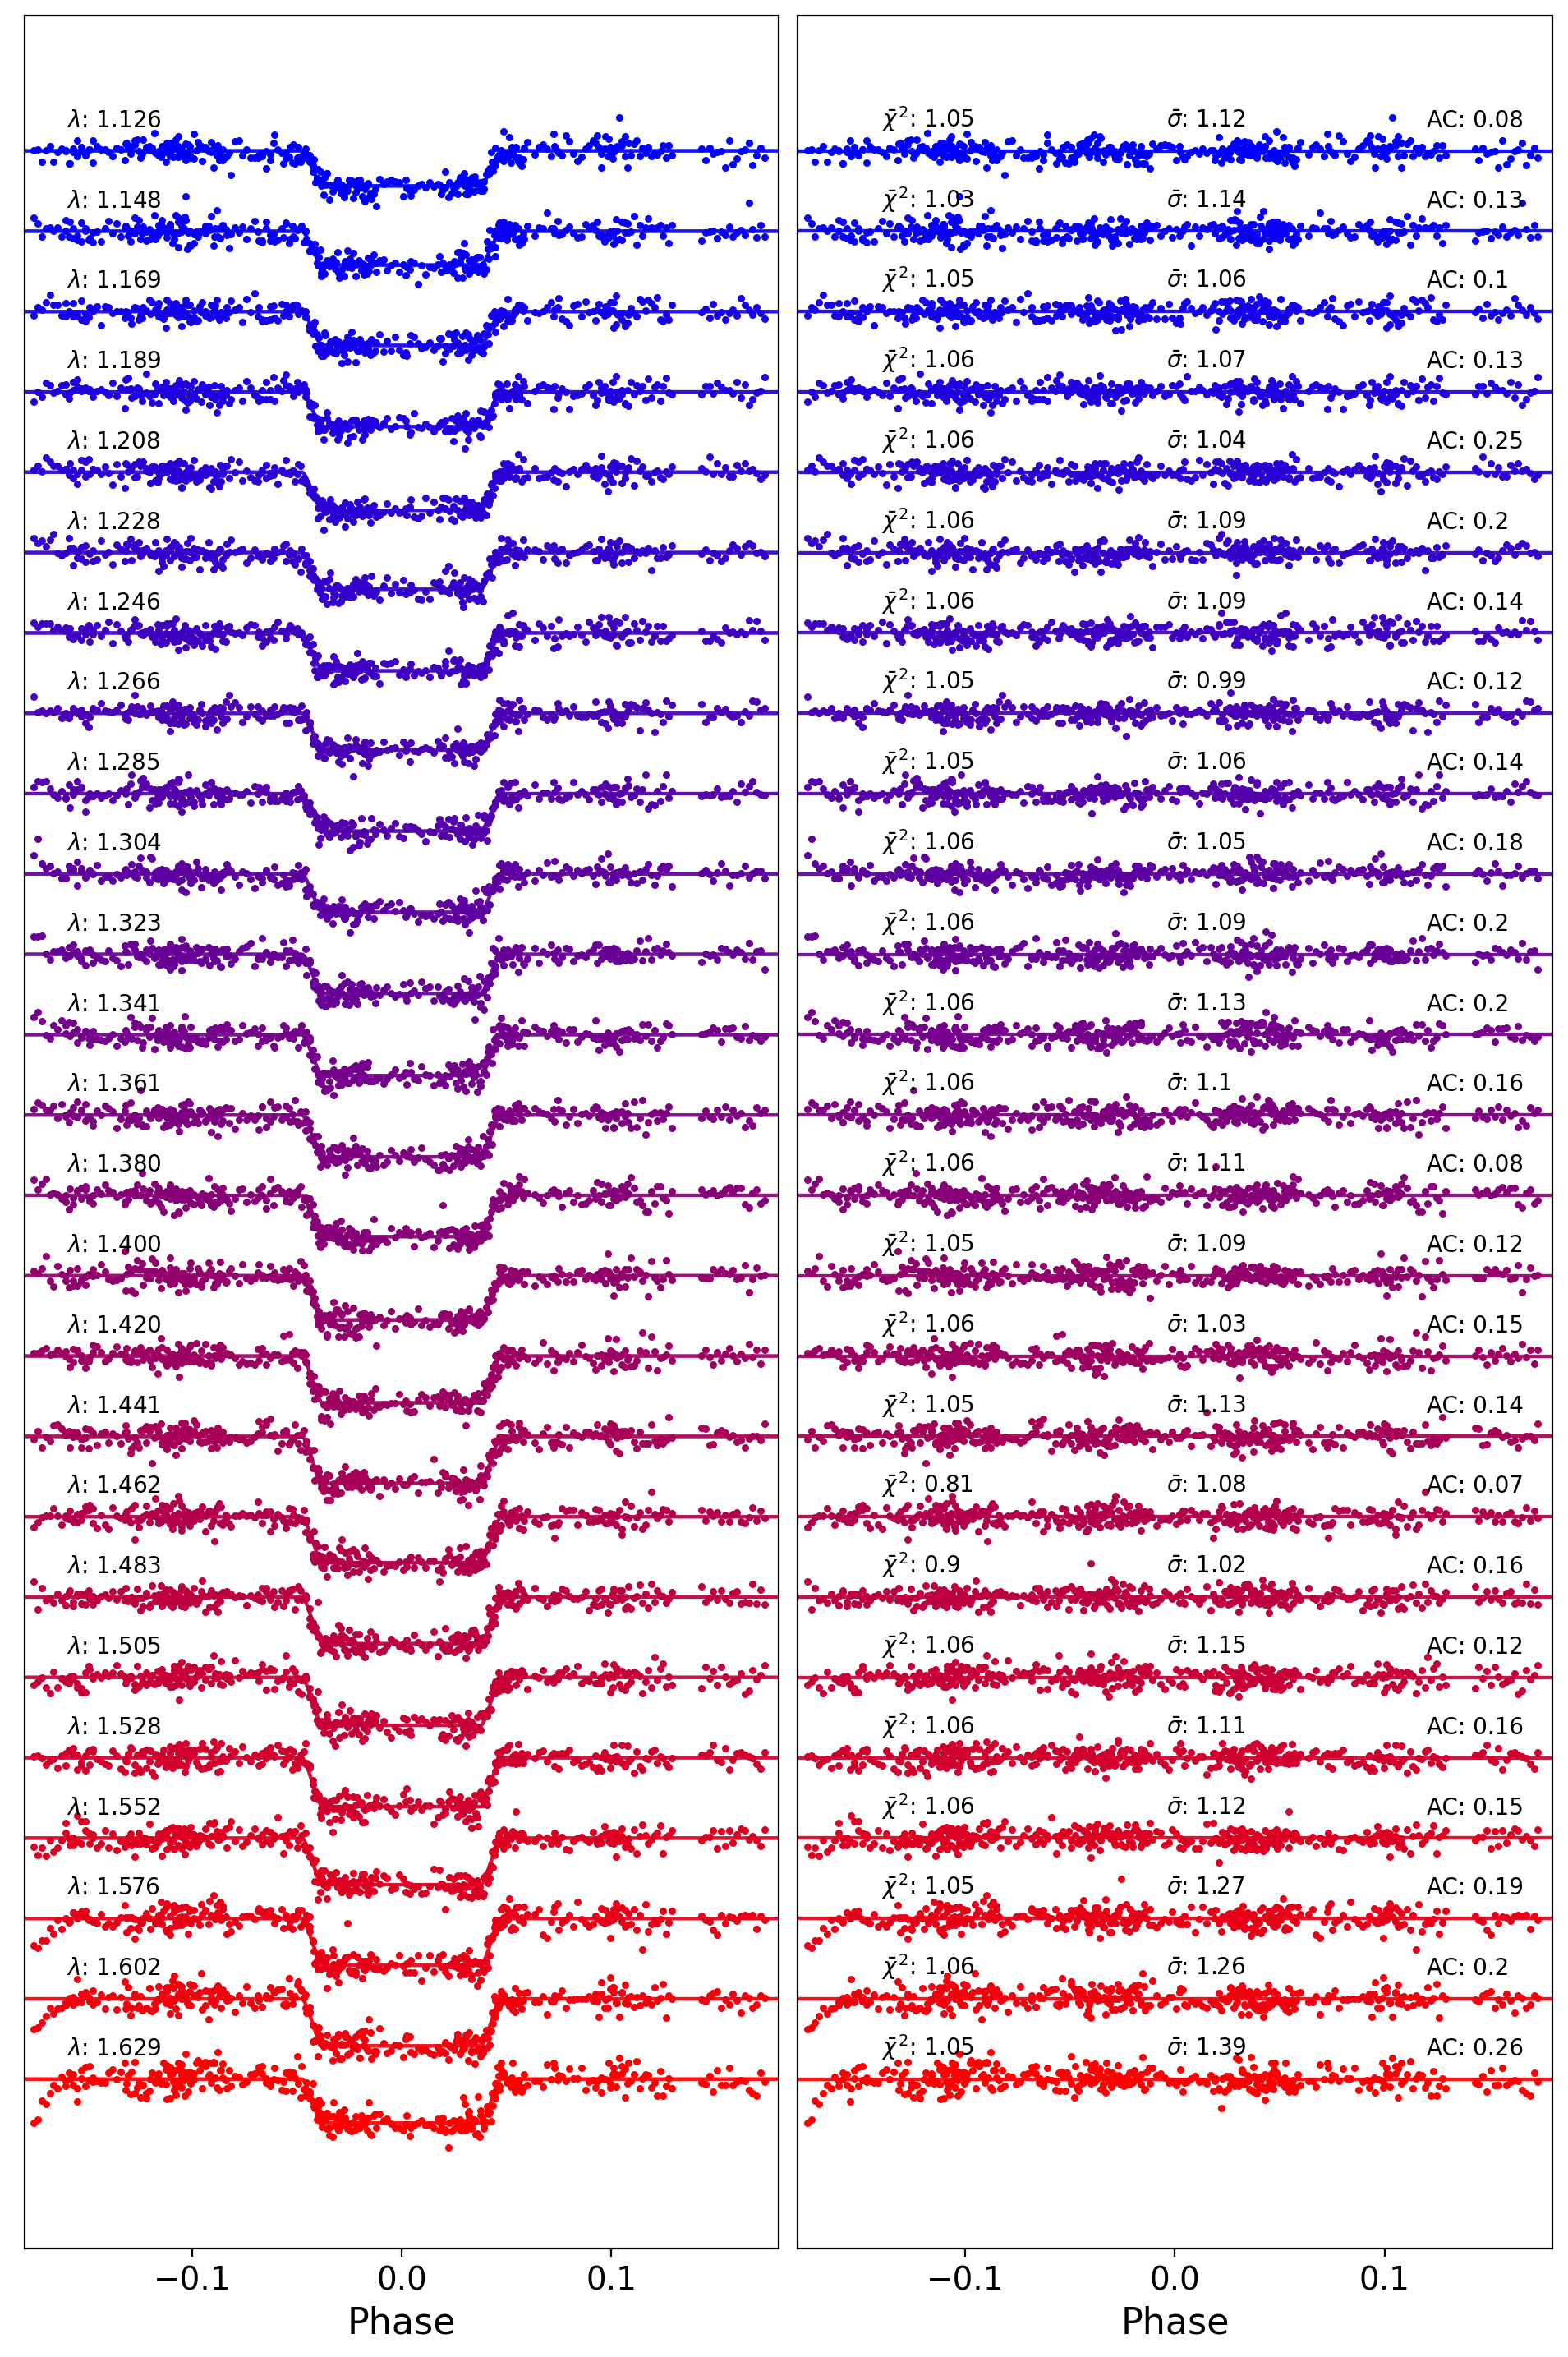 λ: 1.126 χ̄²: 1.05 σ̄: 1.12 AC: 0.08
λ: 1.148 χ̄²: 1.03 σ̄: 1.14 AC: 0.13
λ: 1.169 χ̄²: 1.05 σ̄: 1.06 AC: 0.1
λ: 1.189 χ̄²: 1.06 σ̄: 1.07 AC: 0.13
λ: 1.208 χ̄²: 1.06 σ̄: 1.04 AC: 0.25
λ: 1.228 χ̄²: 1.06 σ̄: 1.09 AC: 0.2
λ: 1.246 χ̄²: 1.06 σ̄: 1.09 AC: 0.14
λ: 1.266 χ̄²: 1.05 σ̄: 0.99 AC: 0.12
λ: 1.285 χ̄²: 1.05 σ̄: 1.06 AC: 0.14
λ: 1.304 χ̄²: 1.06 σ̄: 1.05 AC: 0.18
λ: 1.323 χ̄²: 1.06 σ̄: 1.09 AC: 0.2
λ: 1.341 χ̄²: 1.06 σ̄: 1.13 AC: 0.2
λ: 1.361 χ̄²: 1.06 σ̄: 1.1 AC: 0.16
λ: 1.380 χ̄²: 1.06 σ̄: 1.11 AC: 0.08
λ: 1.400 χ̄²: 1.05 σ̄: 1.09 AC: 0.12
λ: 1.420 χ̄²: 1.06 σ̄: 1.03 AC: 0.15
λ: 1.441 χ̄²: 1.05 σ̄: 1.13 AC: 0.14
λ: 1.462 χ̄²: 0.81 σ̄: 1.08 AC: 0.07
λ: 1.483 χ̄²: 0.9 σ̄: 1.02 AC: 0.16
λ: 1.505 χ̄²: 1.06 σ̄: 1.15 AC: 0.12
λ: 1.528 χ̄²: 1.06 σ̄: 1.11 AC: 0.16
λ: 1.552 χ̄²: 1.06 σ̄: 1.12 AC: 0.15
λ: 1.576 χ̄²: 1.05 σ̄: 1.27 AC: 0.19
λ: 1.602 χ̄²: 1.06 σ̄: 1.26 AC: 0.2
λ: 1.629 χ̄²: 1.05 σ̄: 1.39 AC: 0.26
−0.1 0.0 0.1 −0.1 0.0 0.1
Phase Phase